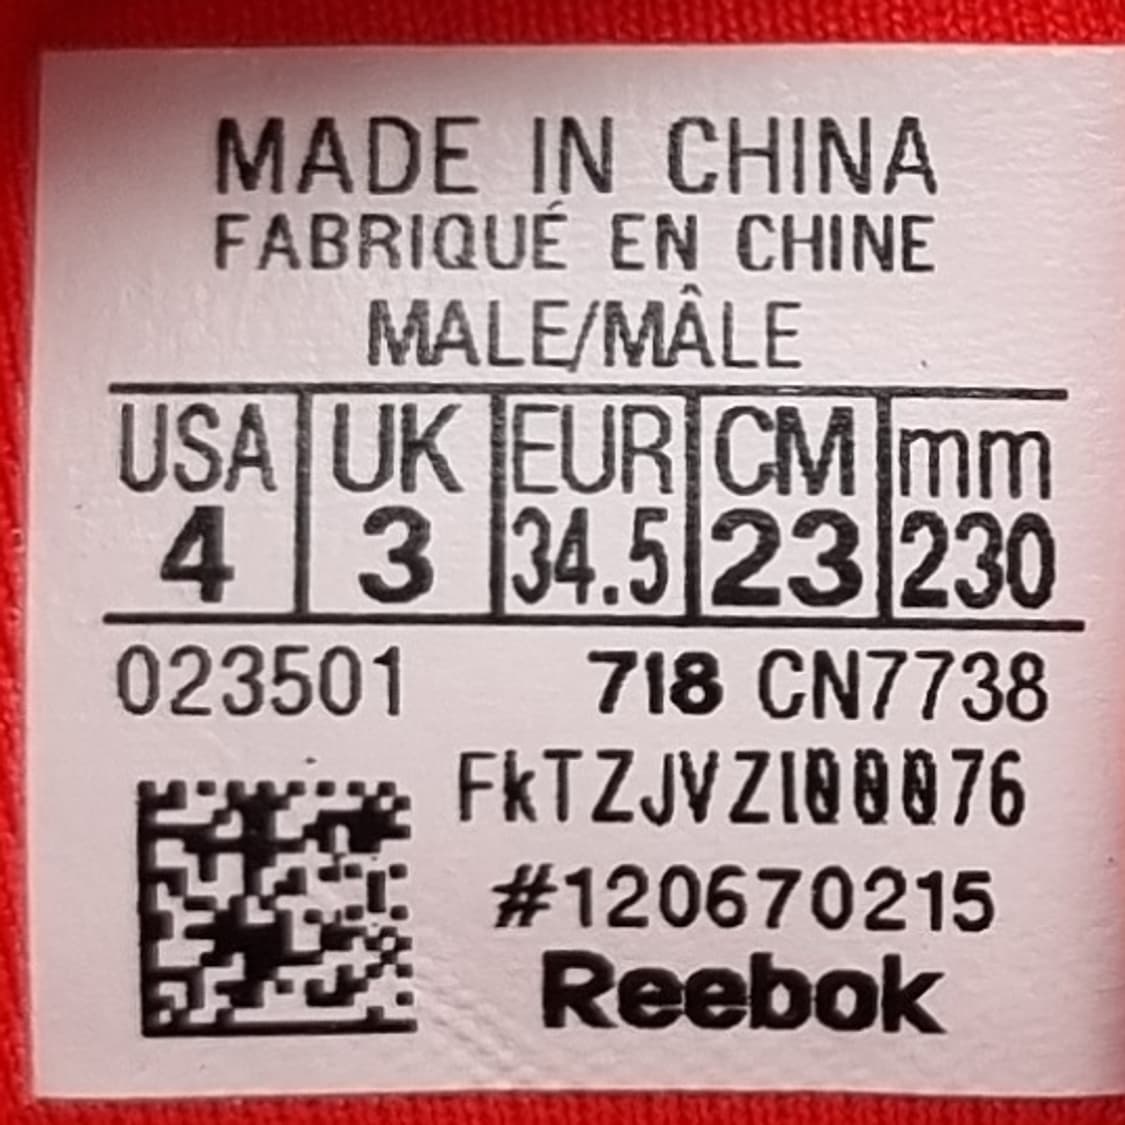 MADE IN CHINA
FABRIQUÉ EN CHINE
MALE/MÂLE
USA UK EUR CM mm
4 3 34.5 23 230
023501 718 CN7738
FkTZJVZl00076
#120670215
Reebok